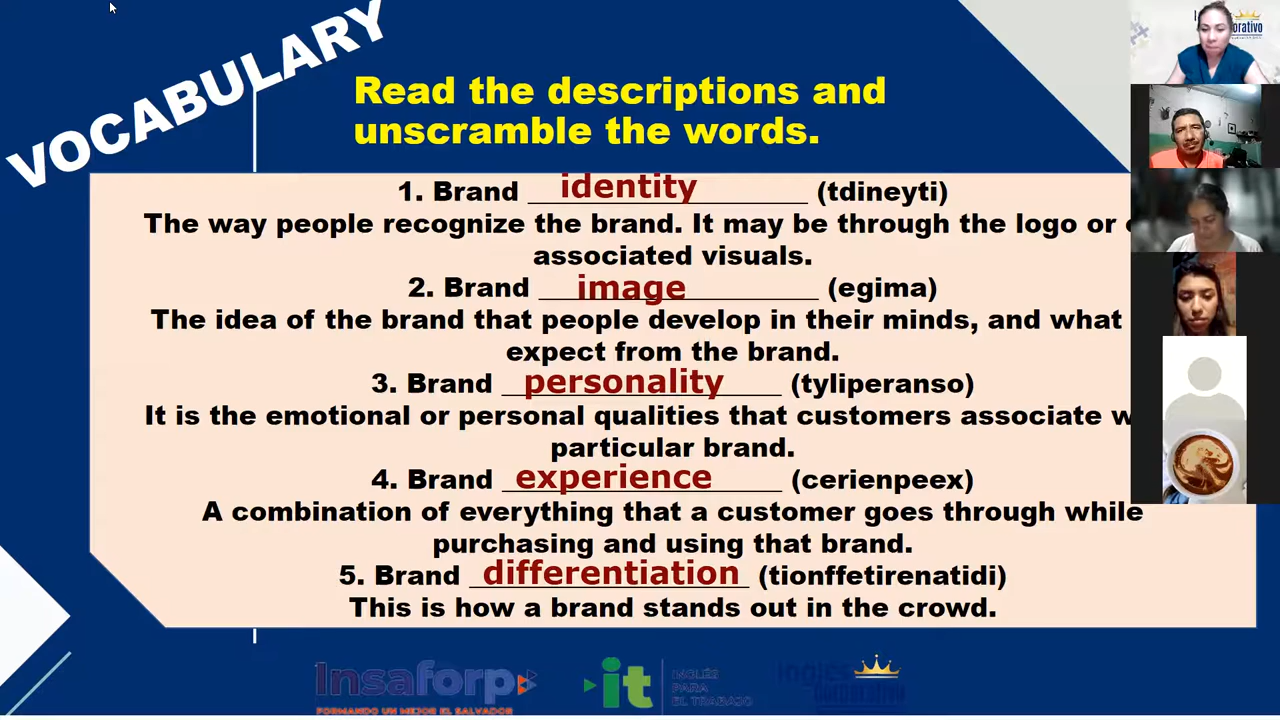 VOCABULARY
Read the descriptions and
unscramble the words.
1. Brand identity (tdineyti)
The way people recognize the brand. It may be through the logo or
associated visuals.
2. Brand image (egima)
The idea of the brand that people develop in their minds, and what
expect from the brand.
3. Brand personality (tyliperanso)
It is the emotional or personal qualities that customers associate
particular brand.
4. Brand experience (cerienpeex)
A combination of everything that a customer goes through while
purchasing and using that brand.
5. Brand differentiation (tionffetirenatidi)
This is how a brand stands out in the crowd.
Insaforp
FORMANDO UN MEJOR EL SALVADOR
it
INGLÉS
PARA
EL TRABAJO
Inglés
corporativo